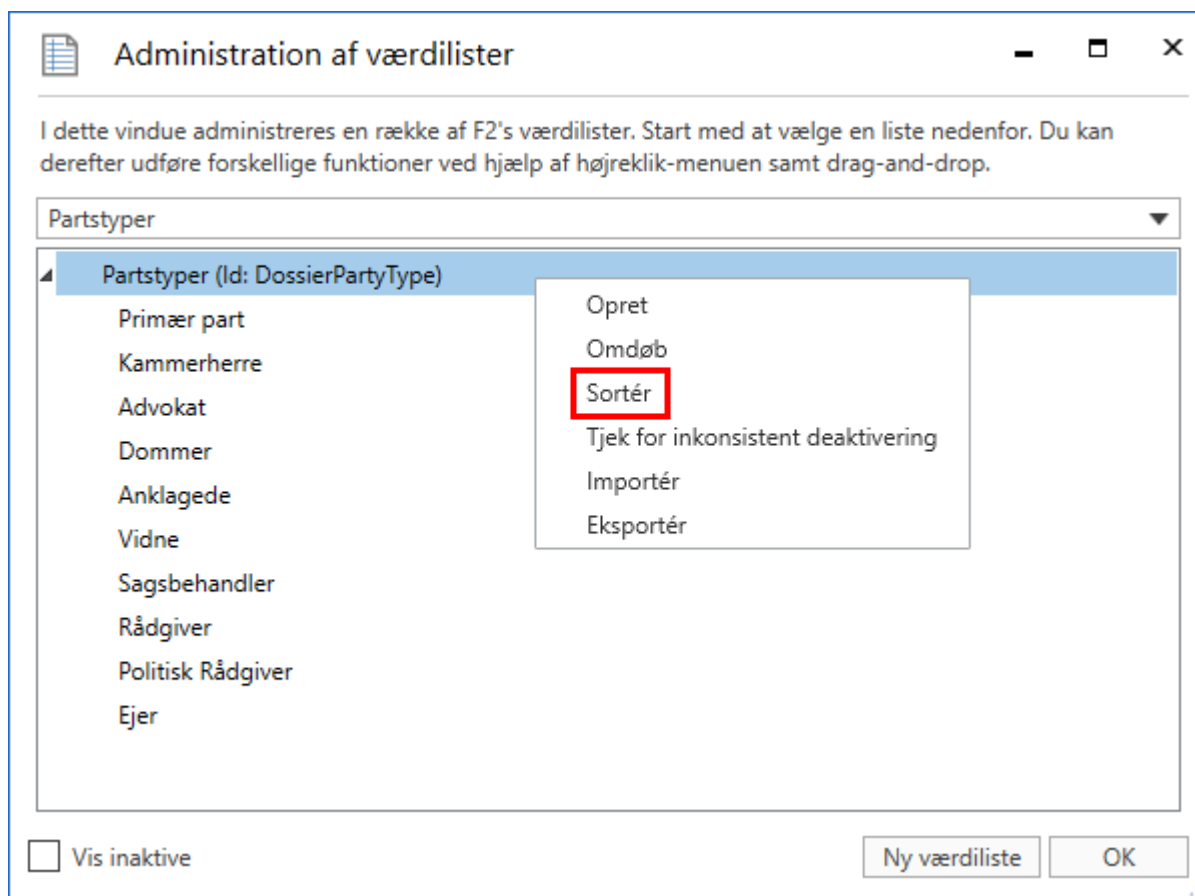 Administration af værdilister
I dette vindue administreres en række af F2's værdilister. Start med at vælge en liste nedenfor. Du kan
derefter udføre forskellige funktioner ved hjælp af højreklik-menuen samt drag-and-drop.
Partstyper
Partstyper (Id: DossierPartyType)
Primær part
Kammerherre
Advokat
Dommer
Anklagede
Vidne
Sagsbehandler
Rådgiver
Politisk Rådgiver
Ejer
Opret
Omdøb
Sortér
Tjek for inkonsistent deaktivering
Importér
Eksportér
Vis inaktive
Ny værdiliste
OK